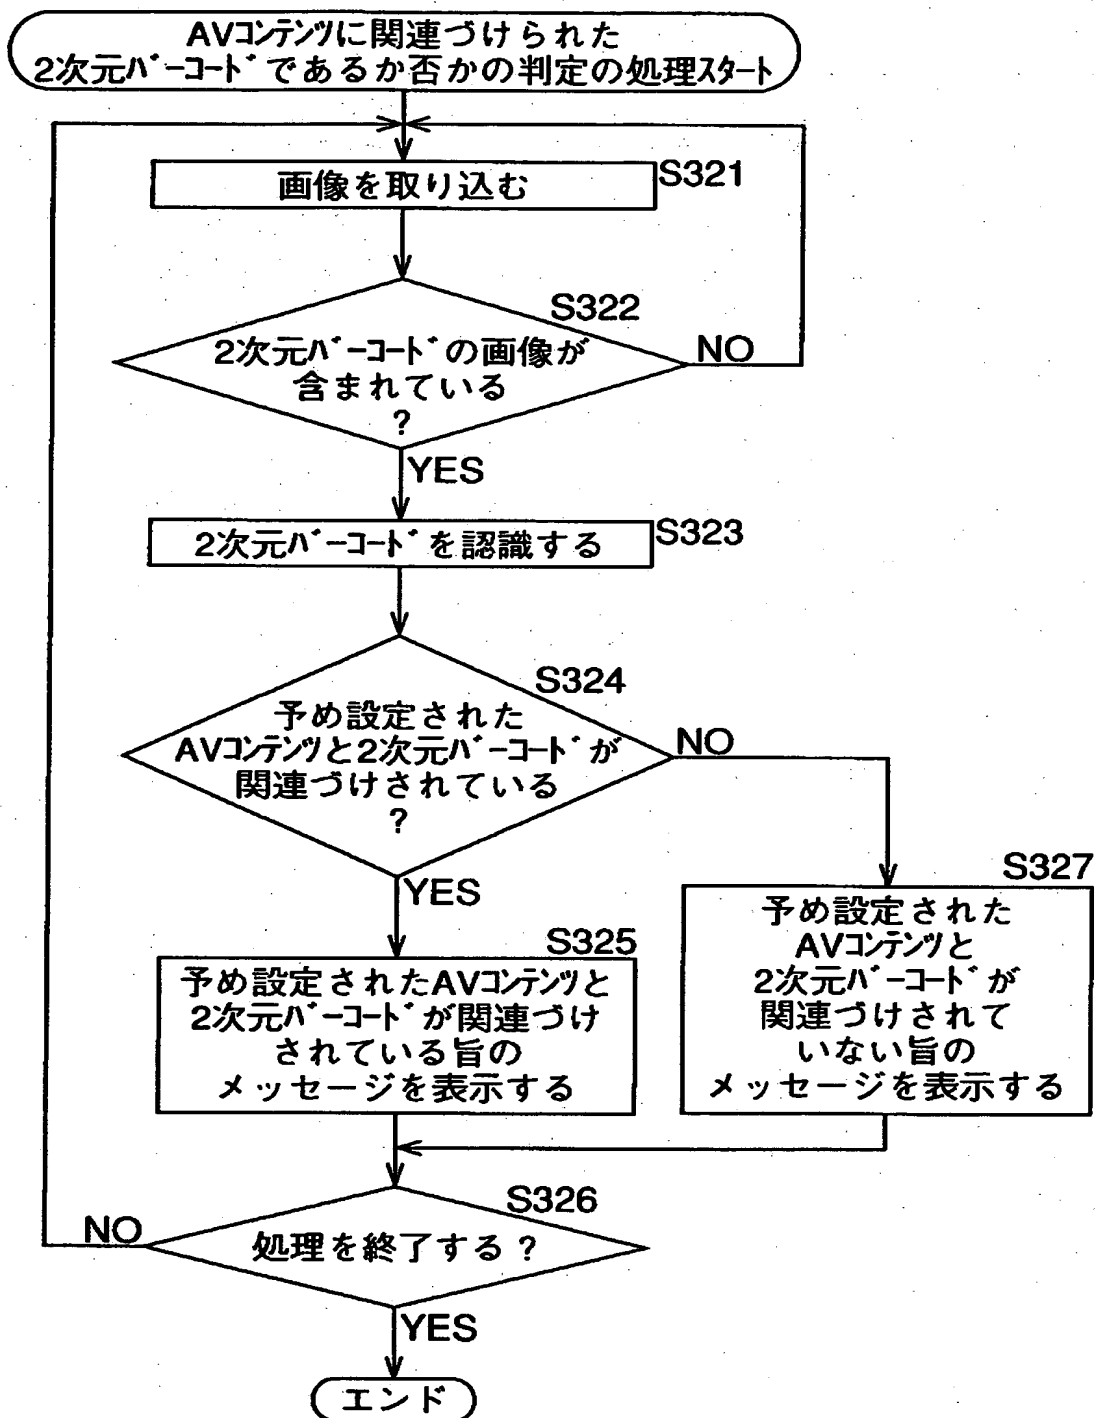 AVコンテンツに関連づけられた
2次元バーコードであるか否かの判定の処理スタート
画像を取り込む
S321
S322
2次元バーコードの画像が
含まれている
?
NO
YES
2次元バーコードを認識する
S323
S324
予め設定された
AVコンテンツと2次元バーコードが
関連づけされている
?
NO
YES
S327
予め設定された
AVコンテンツと
2次元バーコードが
関連づけされて
いない旨の
メッセージを表示する
S325
予め設定されたAVコンテンツと
2次元バーコードが関連づけ
されている旨の
メッセージを表示する
S326
処理を終了する?
NO
YES
エンド